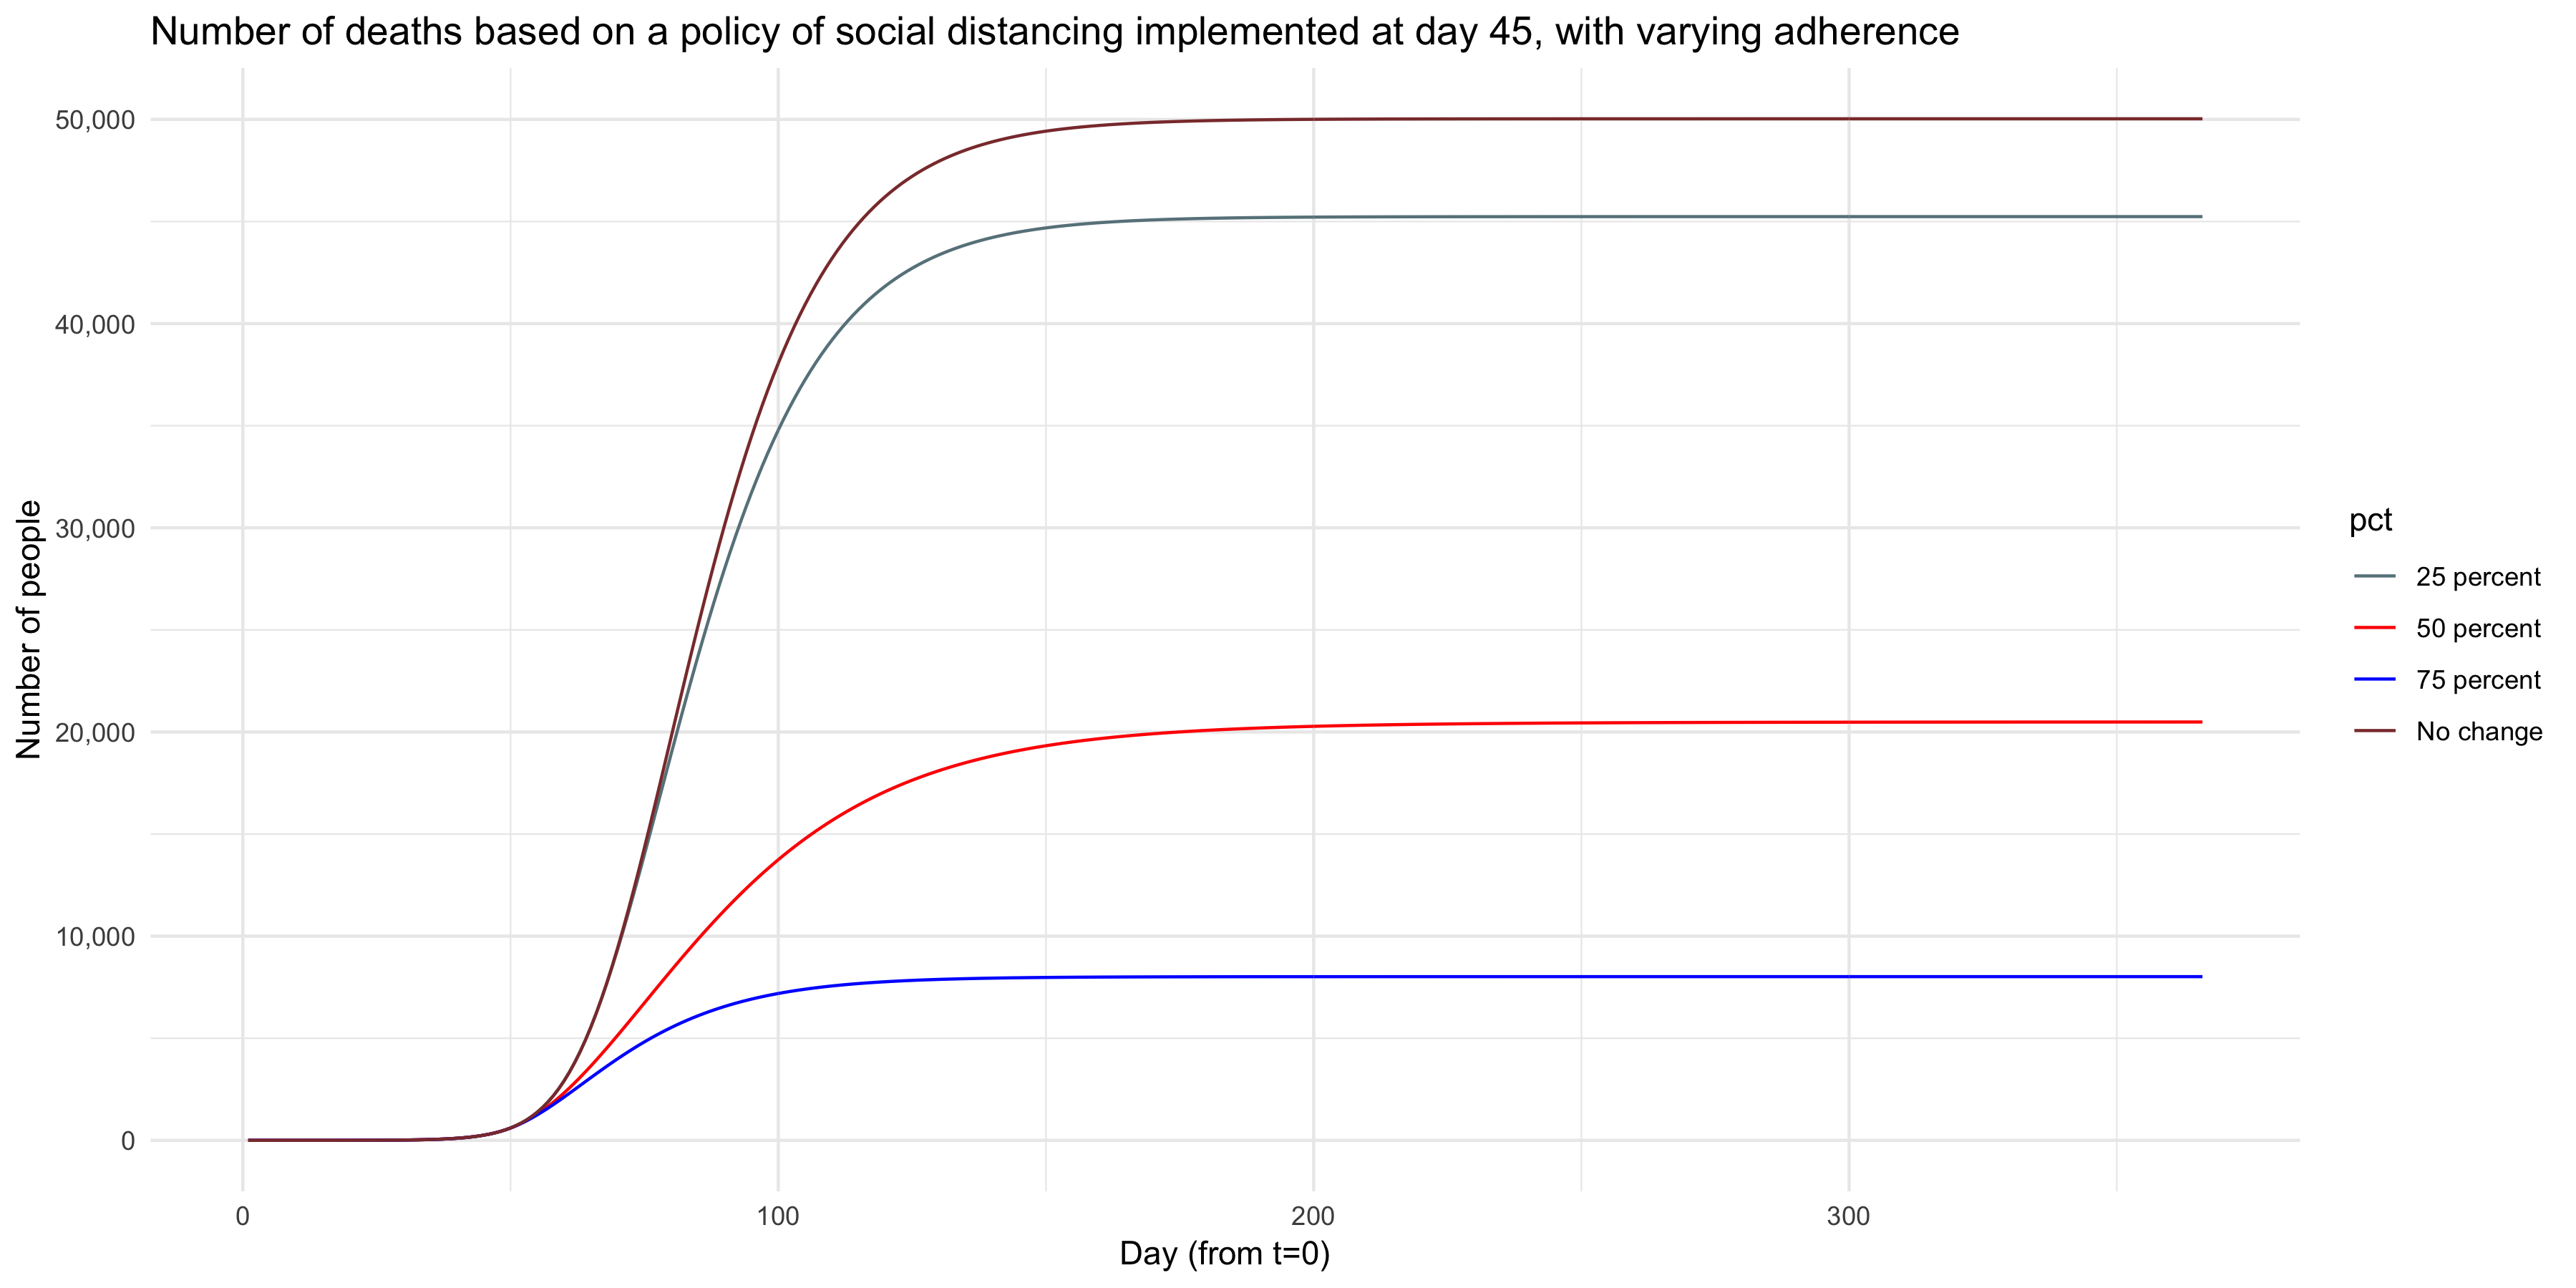 Number of deaths based on a policy of social distancing implemented at day 45, with varying adherence
Number of people
50,000
40,000
30,000
20,000
10,000
0
0 100 200 300
Day (from t=0)
pct
25 percent
50 percent
75 percent
No change